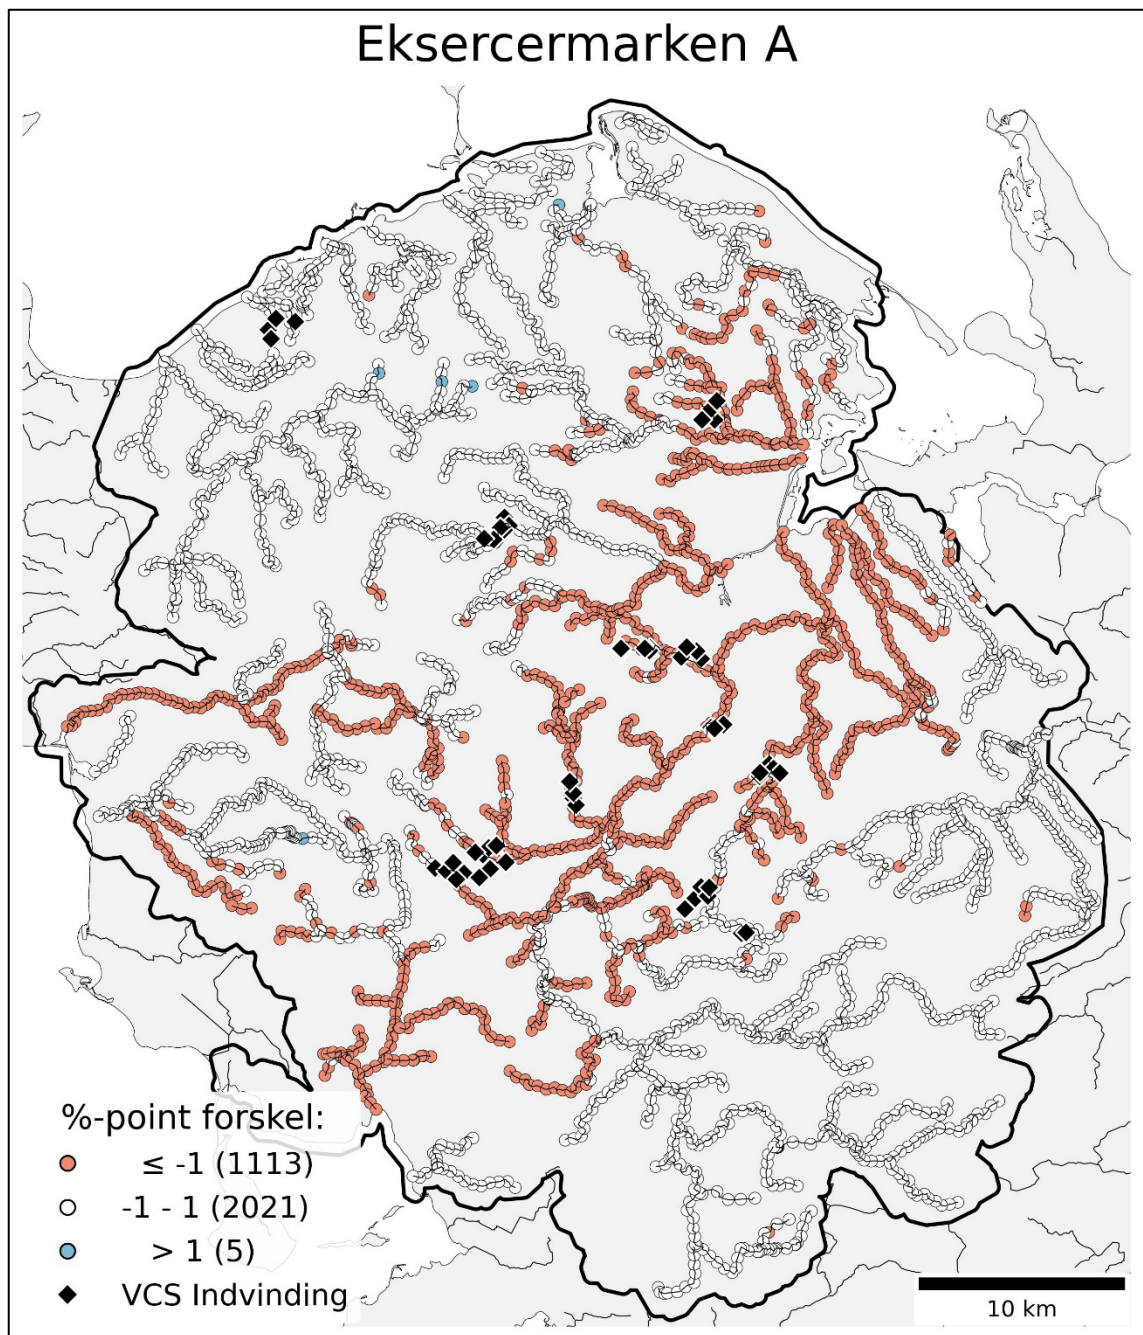 Eksercermarken A
%-point forskel:
≤ -1 (1113)
-1 - 1 (2021)
> 1 (5)
VCS Indvinding
10 km